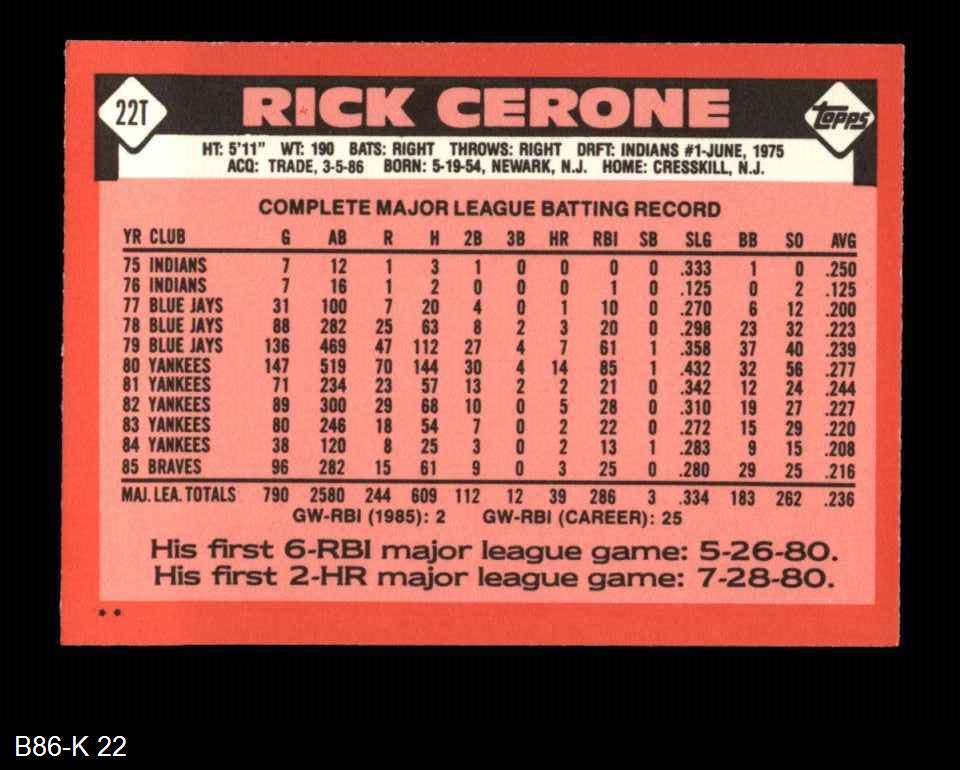 22T
RICK CERONE
Topps
HT: 5'11" WT: 190 BATS: RIGHT THROWS: RIGHT DRFT: INDIANS #1-JUNE, 1975
ACQ: TRADE, 3-5-86 BORN: 5-19-54, NEWARK, N.J. HOME: CRESSKILL, N.J.
COMPLETE MAJOR LEAGUE BATTING RECORD
YR CLUB G AB R H 2B 3B HR RBI SB SLG BB SO AVG
75 INDIANS 7 12 1 3 1 0 0 0 0 .333 1 0 .250
76 INDIANS 7 16 1 2 0 0 0 1 0 .125 0 2 .125
77 BLUE JAYS 31 100 7 20 4 0 1 10 0 .270 6 12 .200
78 BLUE JAYS 88 282 25 63 8 2 3 20 0 .298 23 32 .223
79 BLUE JAYS 136 469 47 112 27 4 7 61 1 .358 37 40 .239
80 YANKEES 147 519 70 144 30 4 14 85 1 .432 32 56 .277
81 YANKEES 71 234 23 57 13 2 2 21 0 .342 12 24 .244
82 YANKEES 89 300 29 68 10 0 5 28 0 .310 19 27 .227
83 YANKEES 80 246 18 54 7 0 2 22 0 .272 15 29 .220
84 YANKEES 38 120 8 25 3 0 2 13 1 .283 9 15 .208
85 BRAVES 96 282 15 61 9 0 3 25 0 .280 29 25 .216
MAJ. LEA. TOTALS 790 2580 244 609 112 12 39 286 3 .334 183 262 .236
GW-RBI (1985): 2 GW-RBI (CAREER): 25
His first 6-RBI major league game: 5-26-80.
His first 2-HR major league game: 7-28-80.
**
B86-K 22